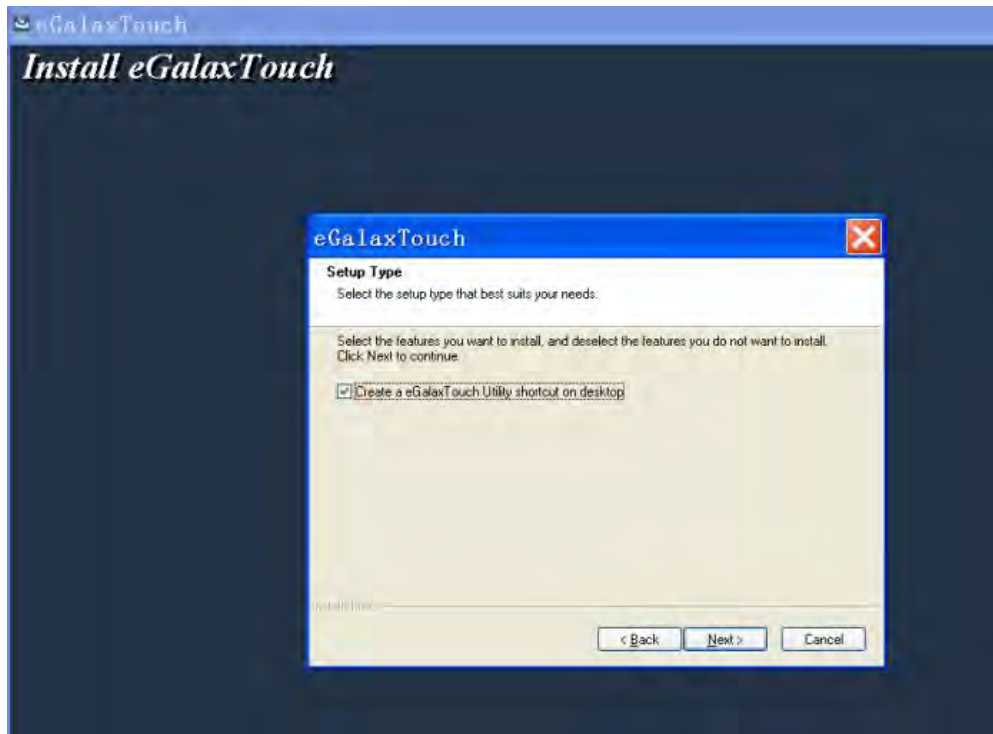 eGalaxTouch
Install eGalaxTouch
eGalaxTouch
Setup Type
Select the setup type that best suits your needs.
Select the features you want to install, and deselect the features you do not want to install.
Click Next to continue.
Create a eGalaxTouch Utility shortcut on desktop
InstallShield
< Back
Next >
Cancel